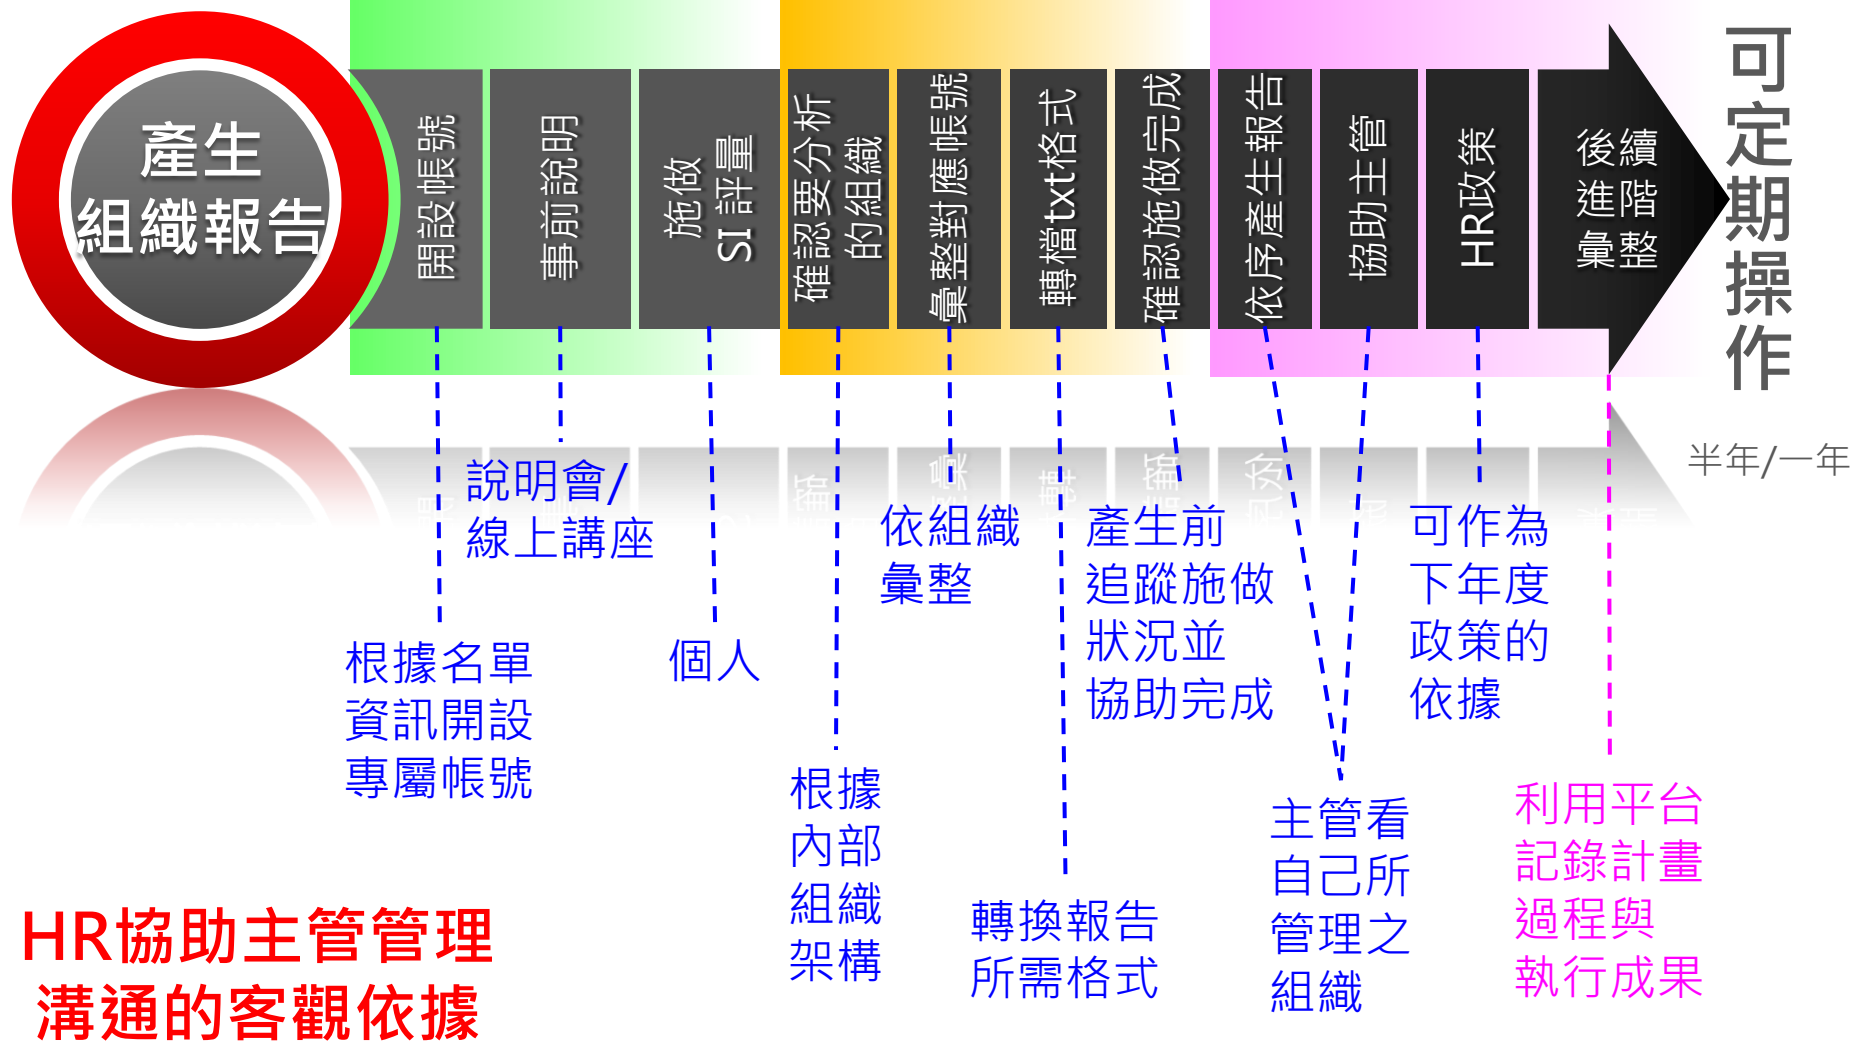 產生
組織報告
開設帳號
事前說明
施做
SI 評量
確認要分析
的組織
彙整對應帳號
轉檔txt格式
確認施做完成
依序產生報告
協助主管
HR政策
後續
進階
彙整
可定期操作
半年/一年
說明會/
線上講座
根據名單
資訊開設
專屬帳號
個人
根據
內部
組織
架構
依組織
彙整
轉換報告
所需格式
產生前
追蹤施做
狀況並
協助完成
主管看
自己所
管理之
組織
可作為
下年度
政策的
依據
利用平台
記錄計畫
過程與
執行成果
HR協助主管管理
溝通的客觀依據